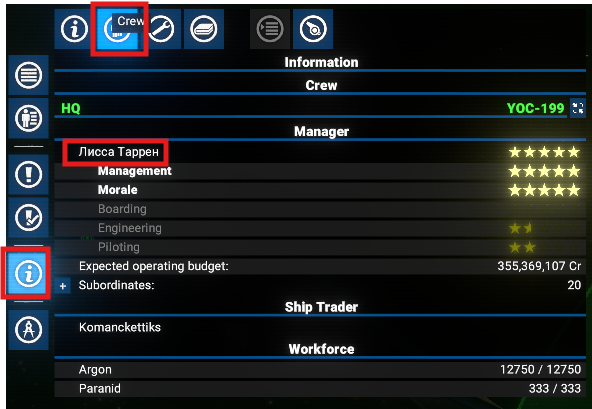 Crew
Information
Crew
HQ YOC-199
Manager
Лисса Таррен
Management
Morale
Boarding
Engineering
Piloting
Expected operating budget: 355,369,107 Cr
+ Subordinates: 20
Ship Trader
Komanckettiks
Workforce
Argon 12750 / 12750
Paranid 333 / 333